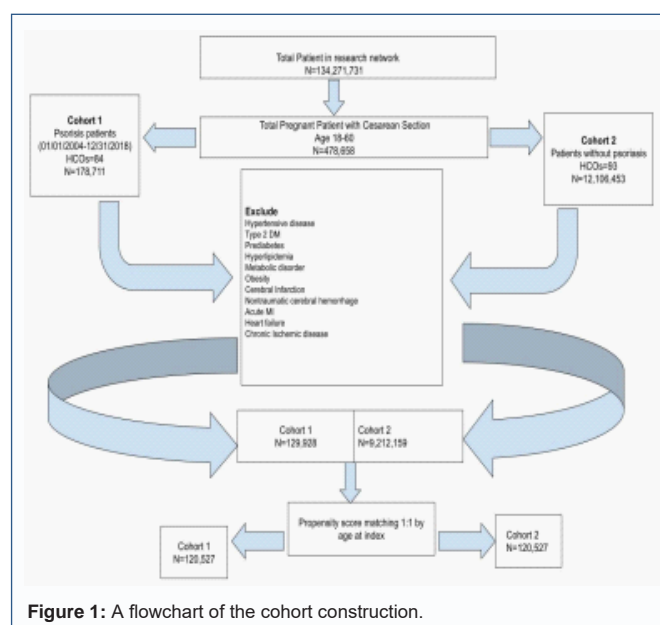 Total Patient in research network
N=134,271,731
Cohort 1
Psorisis patients
(01/01/2004-12/31/2018)
HCOs=84
N=178,711
Total Pregnant Patient with Cesarean Section
Age 18-60
N=478,658
Cohort 2
Patients without psoriasis
HCOs=93
N=12,106,453
Exclude
Hypertensive disease
Type 2 DM
Prediabetes
Hyperlipidemia
Metabolic disorder
Obesity
Cerebral Infarction
Nontraumatic cerebral hemorrhage
Acute MI
Heart failure
Chronic Ischemic disease
Cohort 1
N=129,928
Cohort 2
N=9,212,159
Propensity score matching 1:1 by
age at index
Cohort 1
N=120,527
Cohort 2
N=120,527
Figure 1: A flowchart of the cohort construction.